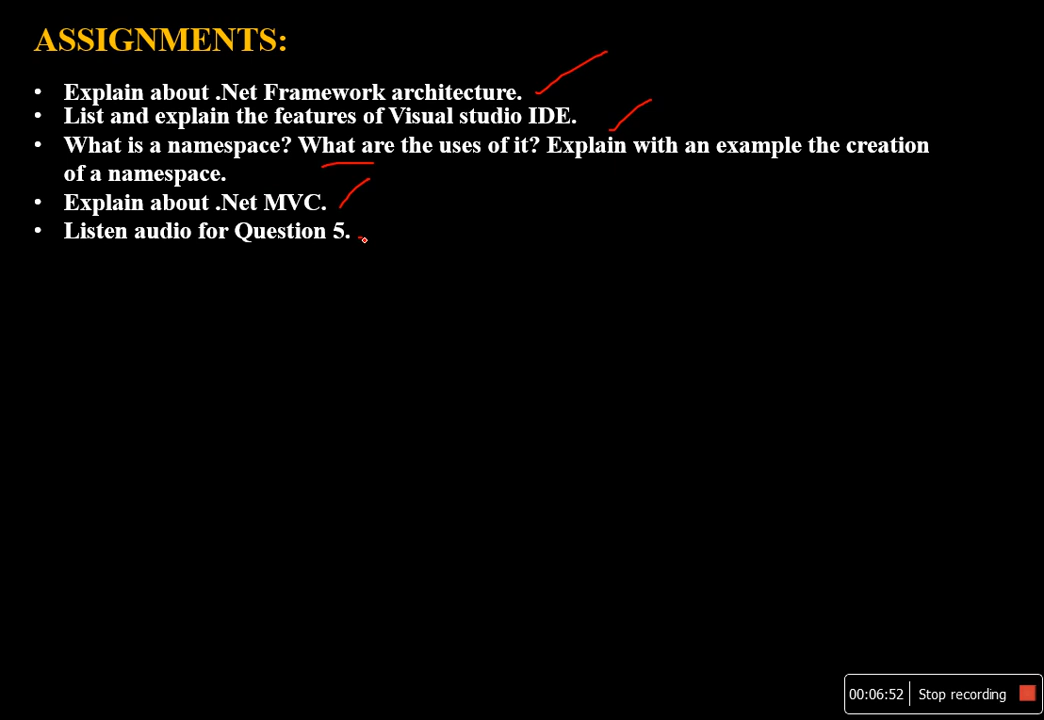 ASSIGNMENTS:
• Explain about .Net Framework architecture.
• List and explain the features of Visual studio IDE.
• What is a namespace? What are the uses of it? Explain with an example the creation
of a namespace.
• Explain about .Net MVC.
• Listen audio for Question 5.
00:06:52 Stop recording